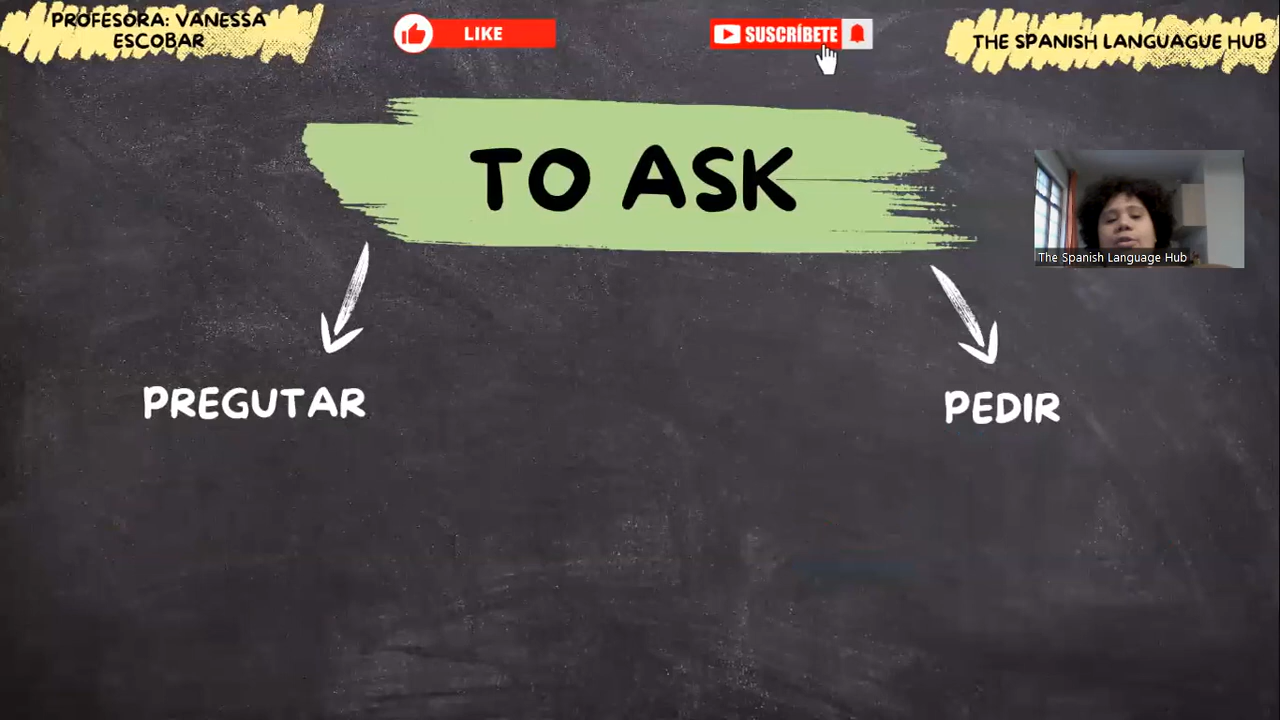 PROFESORA: VANESSA
ESCOBAR
LIKE
SUSCRÍBETE
THE SPANISH LANGUAGUE HUB
TO ASK
The Spanish Language Hub
PREGUTAR
PEDIR